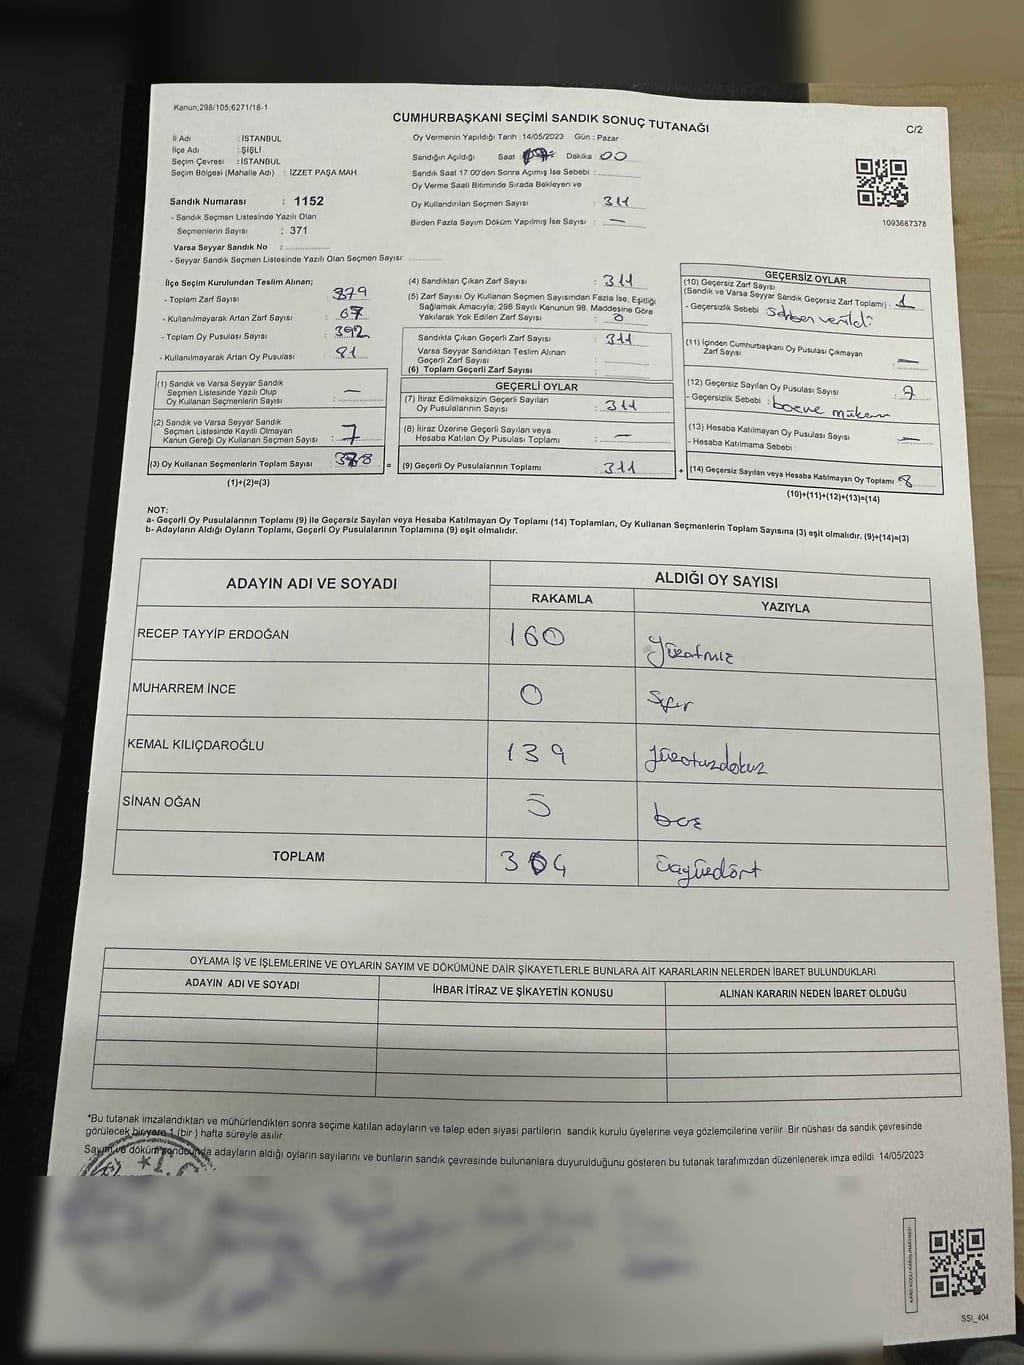 Kanun;298/105,6271/18-1
CUMHURBAŞKANI SEÇİMİ SANDIK SONUÇ TUTANAĞI
C/2
İl Adı : İSTANBUL
İlçe Adı : ŞİŞLİ
Seçim Çevresi : İSTANBUL
Seçim Bölgesi (Mahalle Adı) : İZZET PAŞA MAH
Sandık Numarası : 1152
- Sandık Seçmen Listesinde Yazılı Olan
Seçmenlerin Sayısı : 371
Varsa Seyyar Sandık No :
- Seyyar Sandık Seçmen Listesinde Yazılı Olan Seçmen Sayısı:
Oy Vermenin Yapıldığı Tarih :14/05/2023 Gün : Pazar
Sandığın Açıldığı Saat Dakika 00
Sandık Saat 17:00'den Sonra Açımış İse Sebebi :
Oy Verme Saati Bitiminde Sırada Bekleyen ve
Oy Kullandırılan Seçmen Sayısı : 311
Birden Fazla Sayım Döküm Yapılmış İse Sayısı : —
1093687378
İlçe Seçim Kurulundan Teslim Alınan;
- Toplam Zarf Sayısı : 379
- Kullanılmayarak Artan Zarf Sayısı : 67
- Toplam Oy Pusulası Sayısı : 392
- Kullanılmayarak Artan Oy Pusulası : 81
(1) Sandık ve Varsa Seyyar Sandık
Seçmen Listesinde Yazılı Olup
Oy Kullanan Seçmenlerin Sayısı : —
(2) Sandık ve Varsa Seyyar Sandık
Seçmen Listesinde Kayıtlı Olmayan
Kanun Gereği Oy Kullanan Seçmen Sayısı : 7
(3) Oy Kullanan Seçmenlerin Toplam Sayısı :
(1)+(2)=(3)
=
(4) Sandıktan Çıkan Zarf Sayısı : 311
(5) Zarf Sayısı Oy Kullanan Seçmen Sayısından Fazla İse, Eşitliği
Sağlamak Amacıyla, 298 Sayılı Kanunun 98. Maddesine Göre
Yakılarak Yok Edilen Zarf Sayısı : 0
Sandıkla Çıkan Geçerli Zarf Sayısı : 311
Varsa Seyyar Sandıktan Teslim Alınan
Geçerli Zarf Sayısı :
(6) Toplam Geçerli Zarf Sayısı :
GEÇERLİ OYLAR
(7) İtiraz Edilmeksizin Geçerli Sayılan
Oy Pusulalarının Sayısı : 311
(8) İtiraz Üzerine Geçerli Sayılan veya
Hesaba Katılan Oy Pusulası Toplamı : —
(9) Geçerli Oy Pusulalarının Toplamı : 311
+
GEÇERSİZ OYLAR
(10) Geçersiz Zarf Sayısı
(Sandık ve Varsa Seyyar Sandık Geçersiz Zarf Toplamı) : 1
- Geçersizlik Sebebi : verildi
(11) İçinden Cumhurbaşkanı Oy Pusulası Çıkmayan
Zarf Sayısı : —
(12) Geçersiz Sayılan Oy Pusulası Sayısı : 7
- Geçersizlik Sebebi :
(13) Hesaba Katılmayan Oy Pusulası Sayısı : —
- Hesaba Katılmama Sebebi :
(14) Geçersiz Sayılan veya Hesaba Katılmayan Oy Toplamı : 8
(10)+(11)+(12)+(13)=(14)
NOT:
a- Geçerli Oy Pusulalarının Toplamı (9) ile Geçersiz Sayılan veya Hesaba Katılmayan Oy Toplamı (14) Toplamları, Oy Kullanan Seçmenlerin Toplam Sayısına (3) eşit olmalıdır. (9)+(14)=(3)
b- Adayların Aldığı Oyların Toplamı, Geçerli Oy Pusulalarının Toplamına (9) eşit olmalıdır.
ADAYIN ADI VE SOYADI
ALDIĞI OY SAYISI
RAKAMLA YAZIYLA
RECEP TAYYİP ERDOĞAN 160 yüzatmız
MUHARREM İNCE 0 sıfır
KEMAL KILIÇDAROĞLU 139 yüzotuzdokuz
SİNAN OĞAN 5 beş
TOPLAM 304 üçyüzdört
OYLAMA İŞ VE İŞLEMLERİNE VE OYLARIN SAYIM VE DÖKÜMÜNE DAİR ŞİKAYETLERLE BUNLARA AİT KARARLARIN NELERDEN İBARET BULUNDUKLARI
ADAYIN ADI VE SOYADI İHBAR İTİRAZ VE ŞİKAYETİN KONUSU ALINAN KARARIN NEDEN İBARET OLDUĞU
*Bu tutanak imzalandıktan ve mühürlendikten sonra seçime katılan adayların ve talep eden siyasi partilerin sandık kurulu üyelerine veya gözlemcilerine verilir. Bir nüshası da sandık çevresinde
görülecek bir yere 1 (bir ) hafta süreyle asılır.
Sayım ve döküm sonucunda adayların aldığı oyların sayılarını ve bunların sandık çevresinde bulunanlara duyurulduğunu gösteren bu tutanak tarafımızdan düzenlenerek imza edildi. 14/05/2023
T.C.
SSİ_404